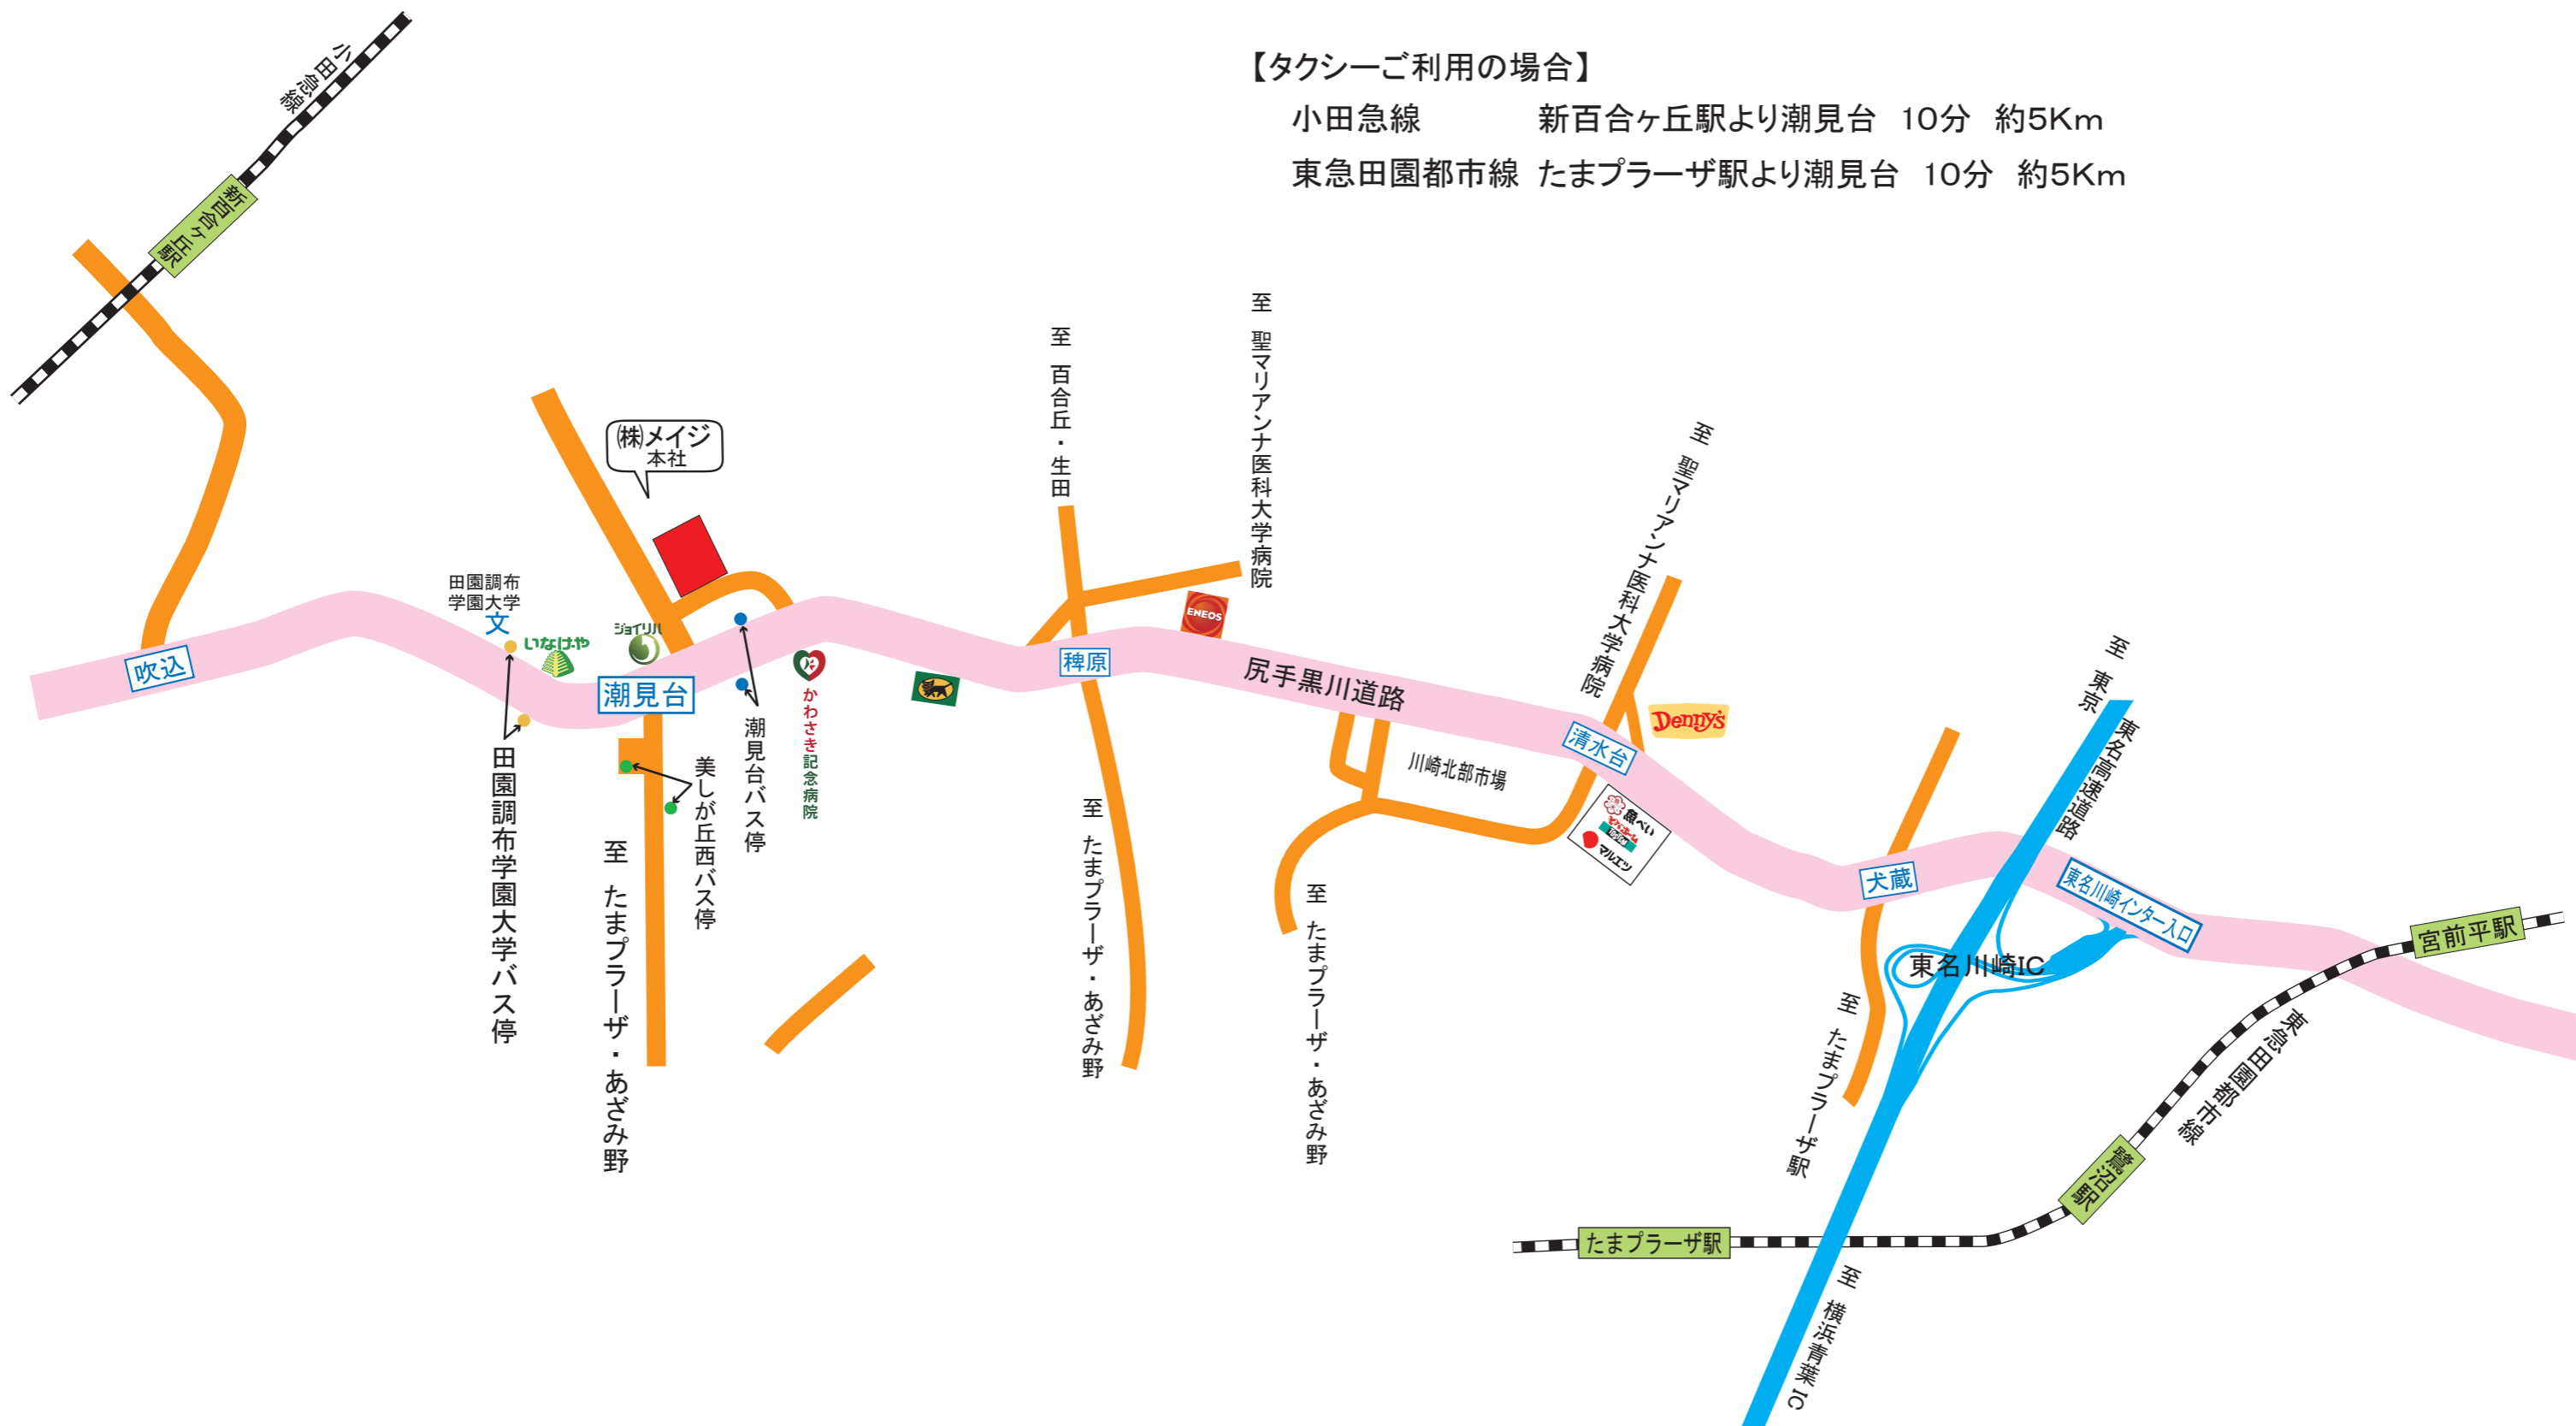 【タクシーご利用の場合】
小田急線 新百合ヶ丘駅より潮見台 10分 約5Km
東急田園都市線 たまプラーザ駅より潮見台 10分 約5Km
小田急線
新百合ヶ丘駅
㈱メイジ
本社
至 百合丘・生田
至 聖マリアンナ医科大学病院
至 聖マリアンナ医科大学病院
田園調布
学園大学
文
いなげや
ジョイリハ
ENEOS
吹込
潮見台
稗原
尻手黒川道路
清水台
Denny's
かわさき記念病院
潮見台バス停
美しが丘西バス停
田園調布学園大学バス停
至 たまプラーザ・あざみ野
至 たまプラーザ・あざみ野
至 たまプラーザ・あざみ野
川崎北部市場
魚べい
マルエツ
犬蔵
至 東京
東名高速道路
東名川崎インター入口
東名川崎IC
宮前平駅
東急田園都市線
至 たまプラーザ駅
鷺沼駅
たまプラーザ駅
至 横浜青葉IC